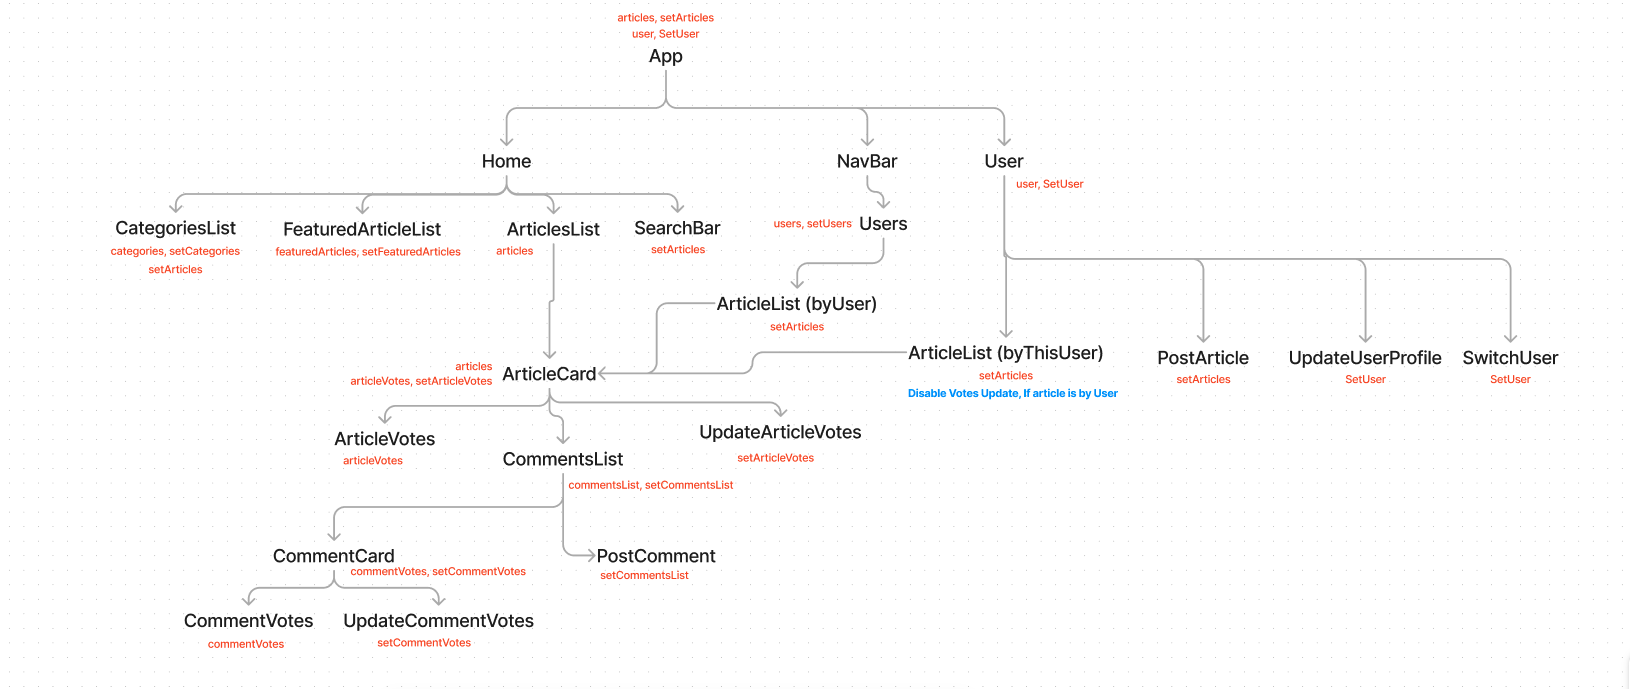 articles, setArticles
user, SetUser
App
Home
NavBar
User
user, SetUser
CategoriesList
FeaturedArticleList
ArticlesList
SearchBar
users, setUsers
Users
categories, setCategories
setArticles
featuredArticles, setFeaturedArticles
articles
setArticles
ArticleList (byUser)
setArticles
ArticleList (byThisUser)
setArticles
Disable Votes Update, If article is by User
PostArticle
setArticles
UpdateUserProfile
SetUser
SwitchUser
SetUser
articles
articleVotes, setArticleVotes
ArticleCard
ArticleVotes
articleVotes
CommentsList
commentsList, setCommentsList
UpdateArticleVotes
setArticleVotes
CommentCard
commentVotes, setCommentVotes
PostComment
setCommentsList
CommentVotes
commentVotes
UpdateCommentVotes
setCommentVotes